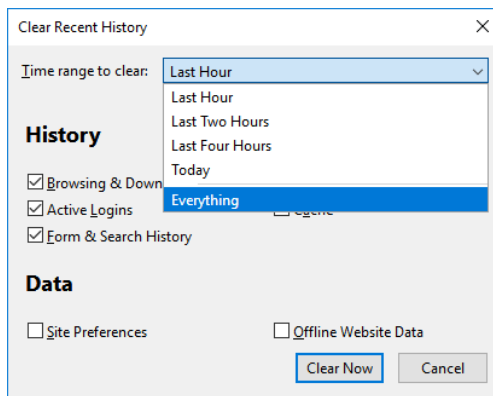 Clear Recent History
Time range to clear: Last Hour
Last Hour
Last Two Hours
Last Four Hours
Today
Everything
History
Browsing & Down
Active Logins
Cache
Form & Search History
Data
Site Preferences
Offline Website Data
Clear Now
Cancel